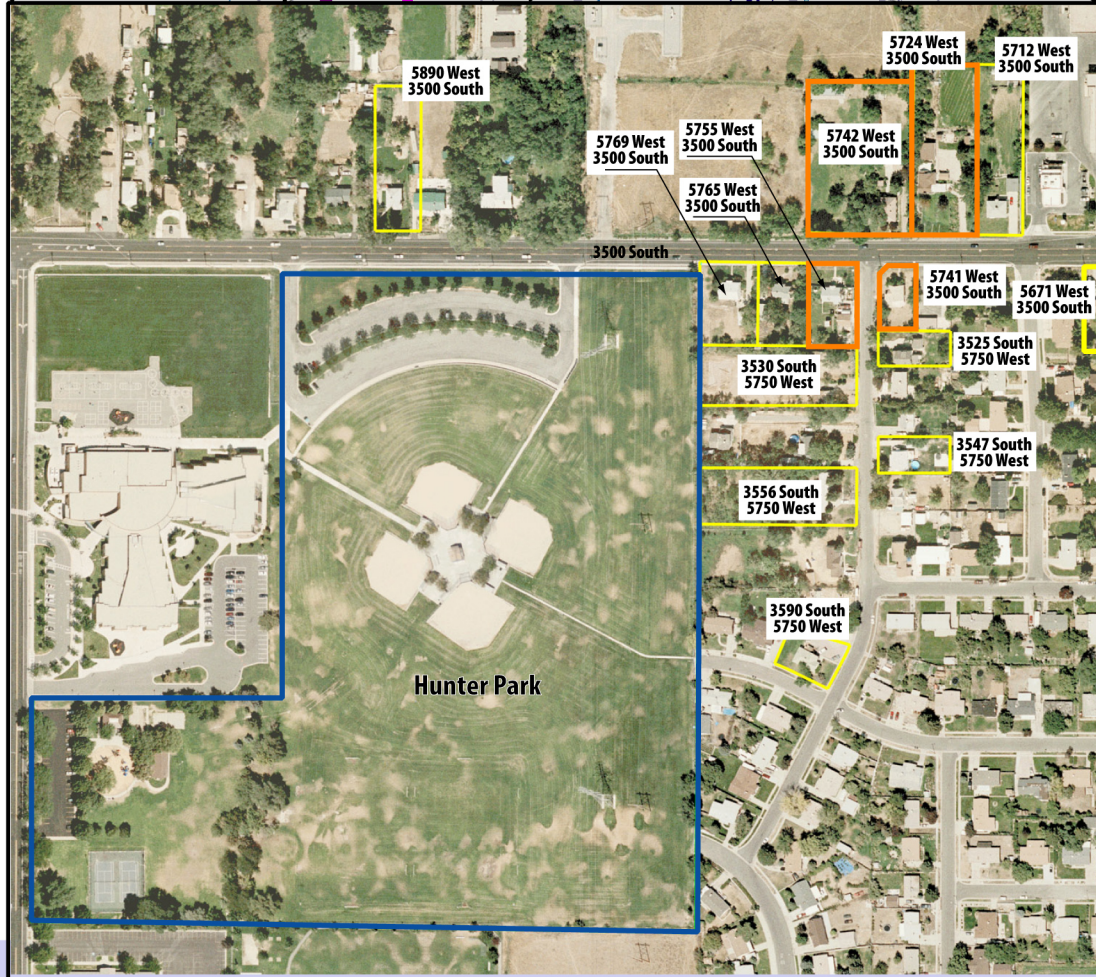 5890 West
3500 South
5724 West
3500 South
5712 West
3500 South
5769 West
3500 South
5755 West
3500 South
5742 West
3500 South
5765 West
3500 South
3500 South
5741 West
3500 South
5671 West
3500 South
3530 South
5750 West
3525 South
5750 West
3547 South
5750 West
3556 South
5750 West
3590 South
5750 West
Hunter Park